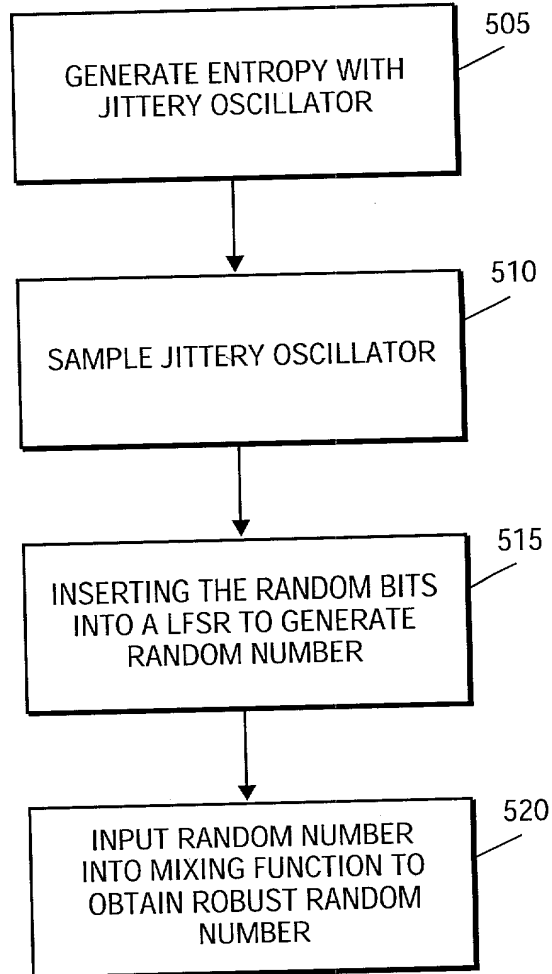 505
GENERATE ENTROPY WITH
JITTERY OSCILLATOR
510
SAMPLE JITTERY OSCILLATOR
515
INSERTING THE RANDOM BITS
INTO A LFSR TO GENERATE
RANDOM NUMBER
520
INPUT RANDOM NUMBER
INTO MIXING FUNCTION TO
OBTAIN ROBUST RANDOM
NUMBER